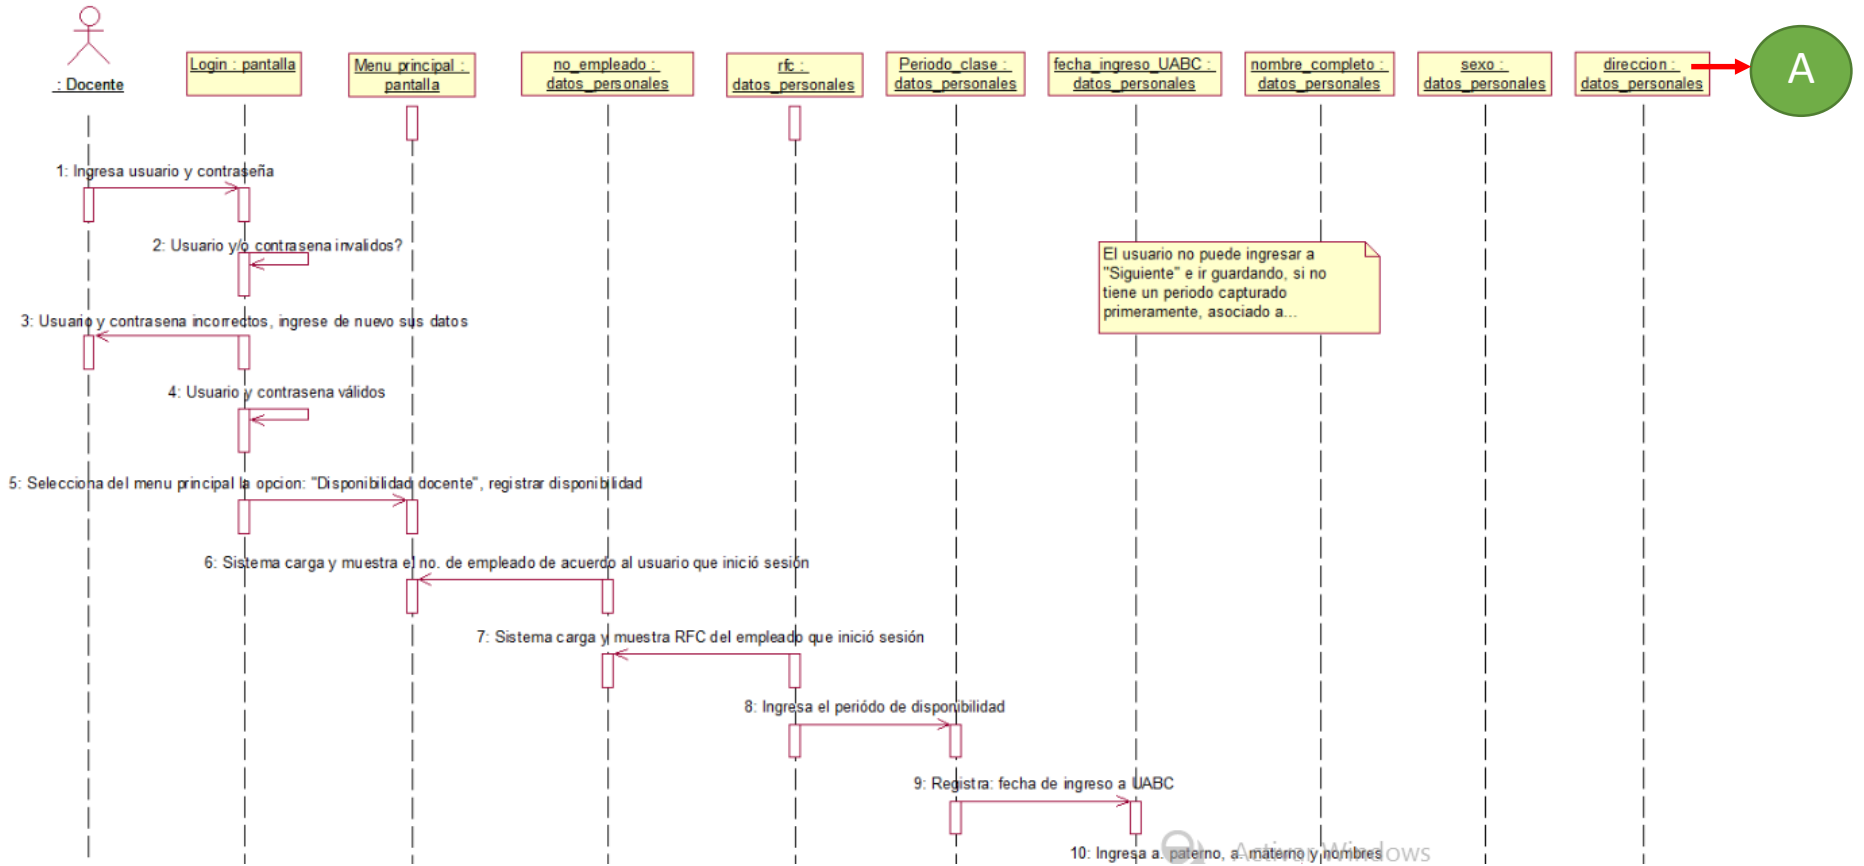 : Docente
Login : pantalla
Menu principal :
pantalla
no_empleado :
datos_personales
rfc :
datos_personales
Periodo_clase :
datos_personales
fecha_ingreso_UABC :
datos_personales
nombre_completo :
datos_personales
sexo :
datos_personales
direccion :
datos_personales
A
1: Ingresa usuario y contraseña
2: Usuario y/o contrasena invalidos?
El usuario no puede ingresar a
"Siguiente" e ir guardando, si no
tiene un periodo capturado
primeramente, asociado a...
3: Usuario y contrasena incorrectos, ingrese de nuevo sus datos
4: Usuario y contrasena válidos
5: Selecciona del menu principal la opcion: "Disponibilidad docente", registrar disponibilidad
6: Sistema carga y muestra el no. de empleado de acuerdo al usuario que inició sesión
7: Sistema carga y muestra RFC del empleado que inició sesión
8: Ingresa el periódo de disponibilidad
9: Registra: fecha de ingreso a UABC
10: Ingresa a. paterno, a. materno y nombres
Activar Windows